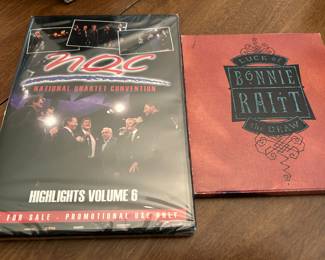 NQC
NATIONAL QUARTET CONVENTION
HIGHLIGHTS VOLUME 6
FOR SALE - PROMOTIONAL USE ONLY
LUCK of
BONNIE
RAITT
the DRAW